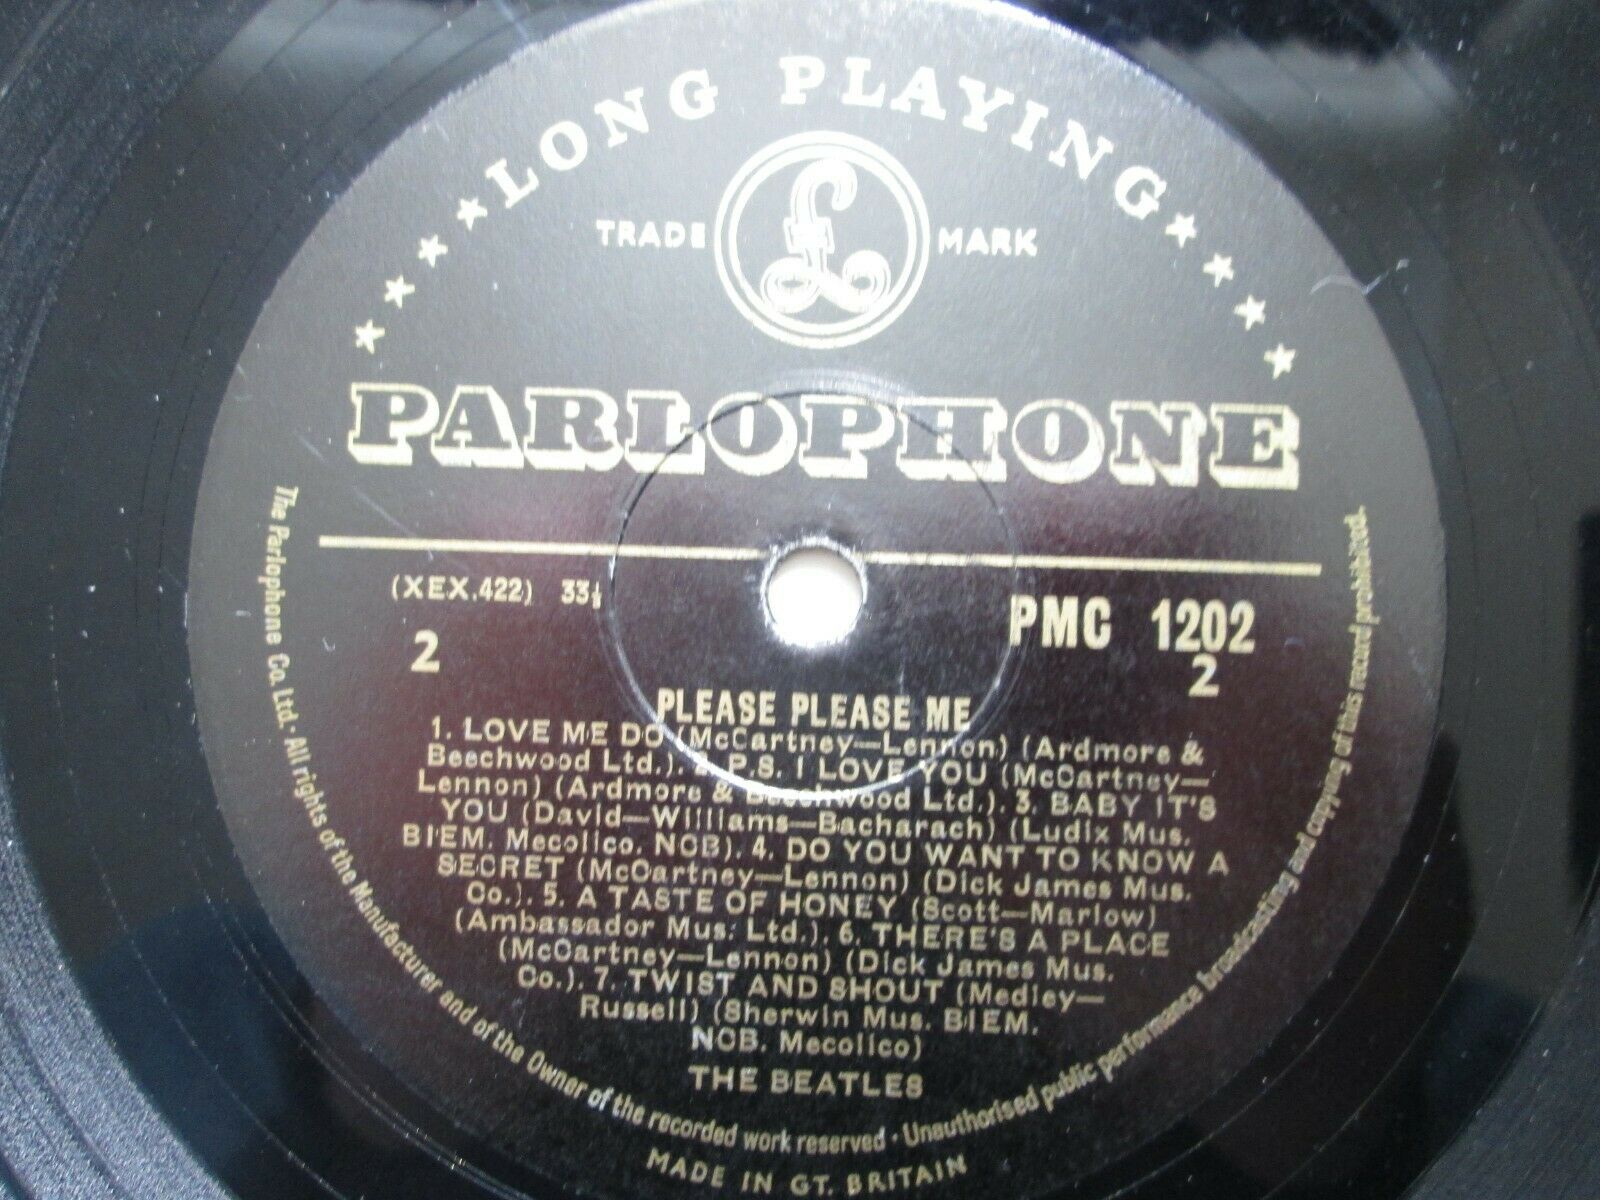 ★★★★LONG PLAYING★★★★
TRADE £ MARK
PARLOPHONE
(XEX.422) 33⅓
PMC 1202
2
2
PLEASE PLEASE ME
1. LOVE ME DO (McCartney—Lennon) (Ardmore &
Beechwood Ltd.). 2. P.S. I LOVE YOU (McCartney—
Lennon) (Ardmore & Beechwood Ltd.). 3. BABY IT'S
YOU (David—Williams—Bacharach) (Ludix Mus.
BIEM. Mecolico. NCB). 4. DO YOU WANT TO KNOW A
SECRET (McCartney—Lennon) (Dick James Mus.
Co.). 5. A TASTE OF HONEY (Scott—Marlow)
(Ambassador Mus. Ltd.). 6. THERE'S A PLACE
(McCartney—Lennon) (Dick James Mus.
Co.). 7. TWIST AND SHOUT (Medley—
Russell) (Sherwin Mus. BIEM.
NCB. Mecolico)
THE BEATLES
The Parlophone Co. Ltd. · All rights of the Manufacturer and of the Owner of the recorded work reserved · Unauthorised public performance broadcasting and copying of this record prohibited.
MADE IN GT. BRITAIN